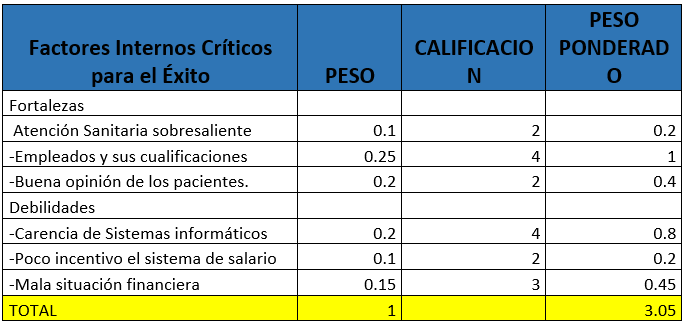 Factores Internos Críticos
para el Éxito PESO CALIFICACIO
N PESO
PONDERAD
O
Fortalezas
Atención Sanitaria sobresaliente 0.1 2 0.2
-Empleados y sus cualificaciones 0.25 4 1
-Buena opinión de los pacientes. 0.2 2 0.4
Debilidades
-Carencia de Sistemas informáticos 0.2 4 0.8
-Poco incentivo el sistema de salario 0.1 2 0.2
-Mala situación financiera 0.15 3 0.45
TOTAL 1 3.05